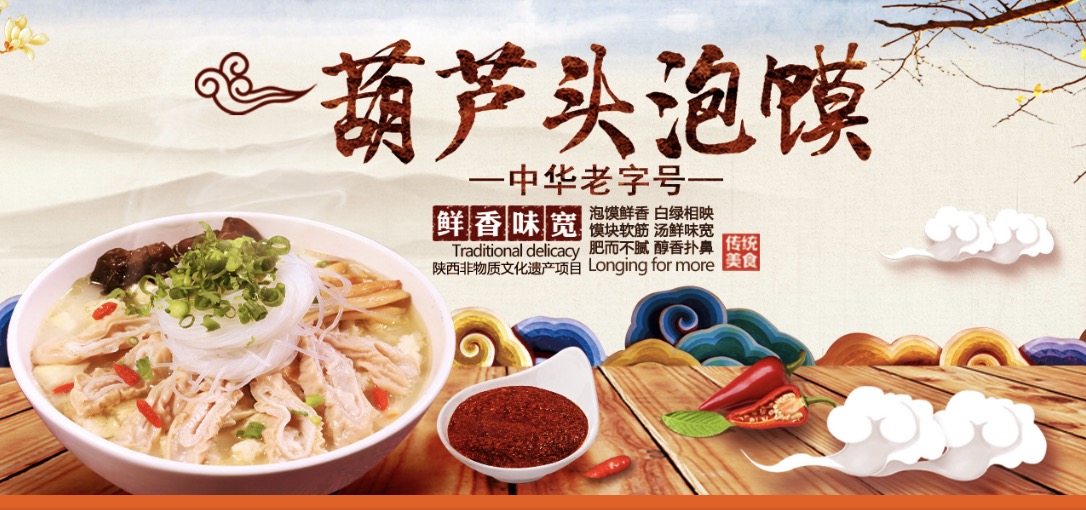 葫芦头泡馍
中华老字号
鲜香味宽
Traditional delicacy
陕西非物质文化遗产项目
泡馍鲜香 白绿相映
馍块软筋 汤鲜味宽
肥而不腻 醇香扑鼻
Longing for more
传统
美食